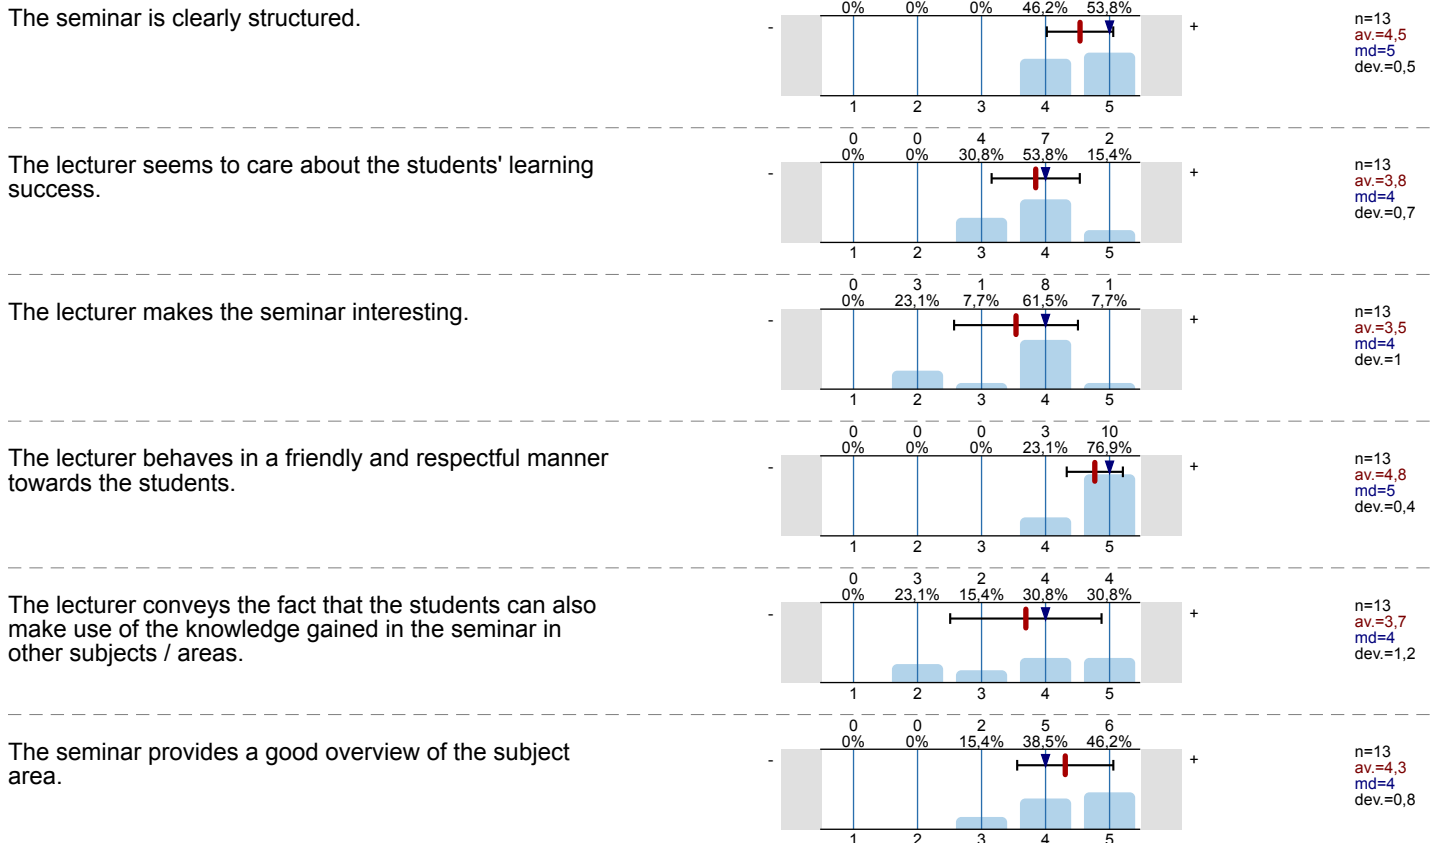 The seminar is clearly structured.
0% 0% 0% 46,2% 53,8%
- +
n=13
av.=4,5
md=5
dev.=0,5
1 2 3 4 5
The lecturer seems to care about the students' learning
success.
0 0 4 7 2
0% 0% 30,8% 53,8% 15,4%
- +
n=13
av.=3,8
md=4
dev.=0,7
1 2 3 4 5
The lecturer makes the seminar interesting.
0 3 1 8 1
0% 23,1% 7,7% 61,5% 7,7%
- +
n=13
av.=3,5
md=4
dev.=1
1 2 3 4 5
The lecturer behaves in a friendly and respectful manner
towards the students.
0 0 0 3 10
0% 0% 0% 23,1% 76,9%
- +
n=13
av.=4,8
md=5
dev.=0,4
1 2 3 4 5
The lecturer conveys the fact that the students can also
make use of the knowledge gained in the seminar in
other subjects / areas.
0 3 2 4 4
0% 23,1% 15,4% 30,8% 30,8%
- +
n=13
av.=3,7
md=4
dev.=1,2
1 2 3 4 5
The seminar provides a good overview of the subject
area.
0 0 2 5 6
0% 0% 15,4% 38,5% 46,2%
- +
n=13
av.=4,3
md=4
dev.=0,8
1 2 3 4 5